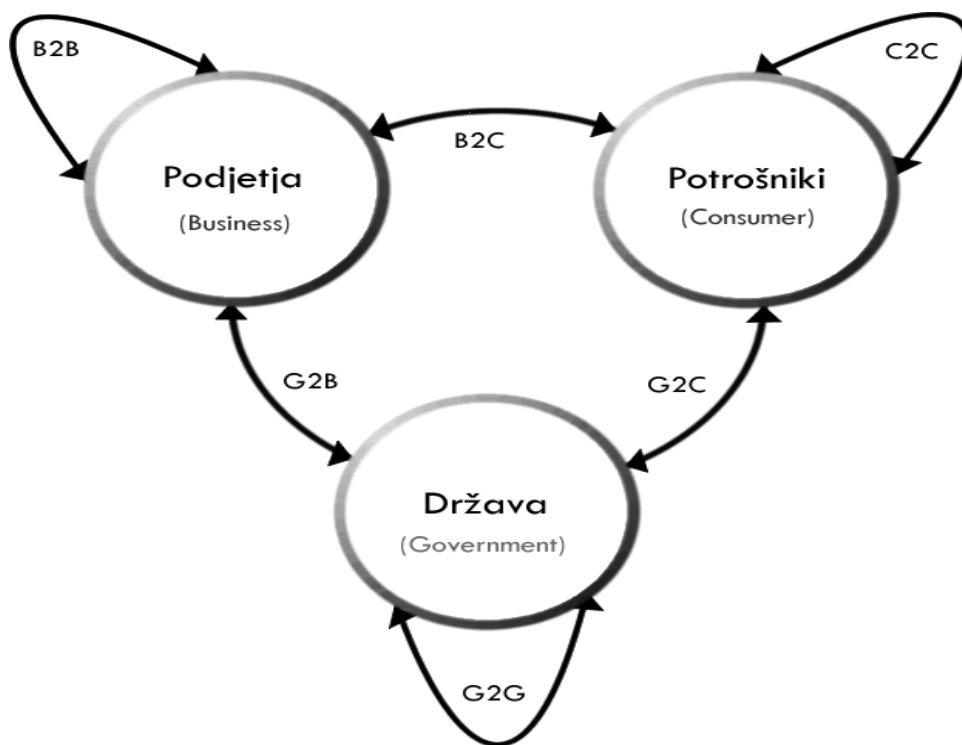 B2B
C2C
B2C
Podjetja
(Business)
Potrošniki
(Consumer)
G2B
G2C
Država
(Government)
G2G